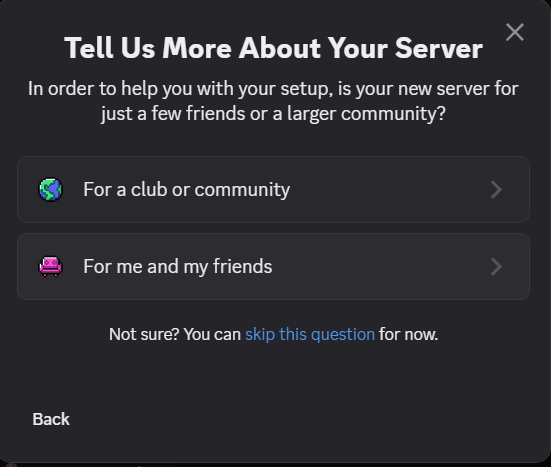 Tell Us More About Your Server
In order to help you with your setup, is your new server for
just a few friends or a larger community?
For a club or community
For me and my friends
Not sure? You can skip this question for now.
Back